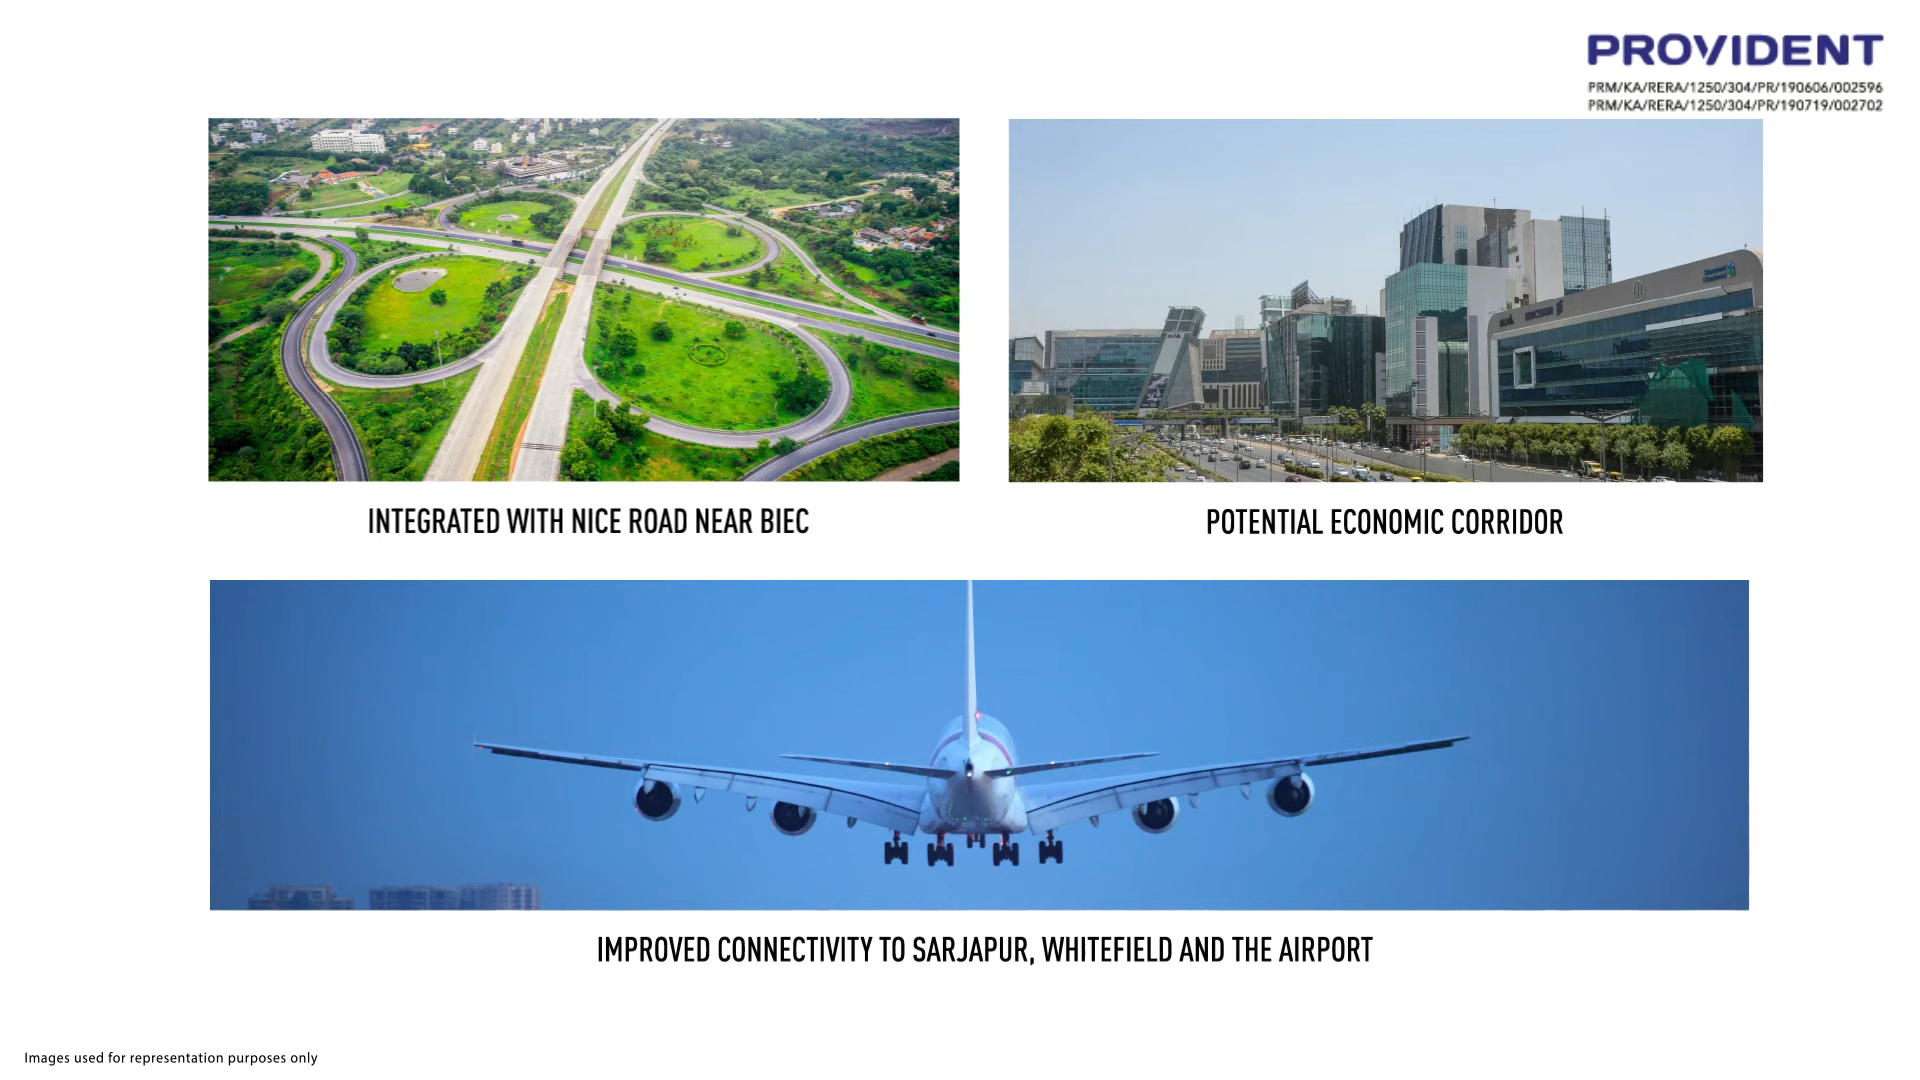 PROVIDENT
PRM/KA/RERA/1250/304/PR/190606/002596
PRM/KA/RERA/1250/304/PR/190719/002702
ERICSSON
INTEGRATED WITH NICE ROAD NEAR BIEC
POTENTIAL ECONOMIC CORRIDOR
IMPROVED CONNECTIVITY TO SARJAPUR, WHITEFIELD AND THE AIRPORT
Images used for representation purposes only